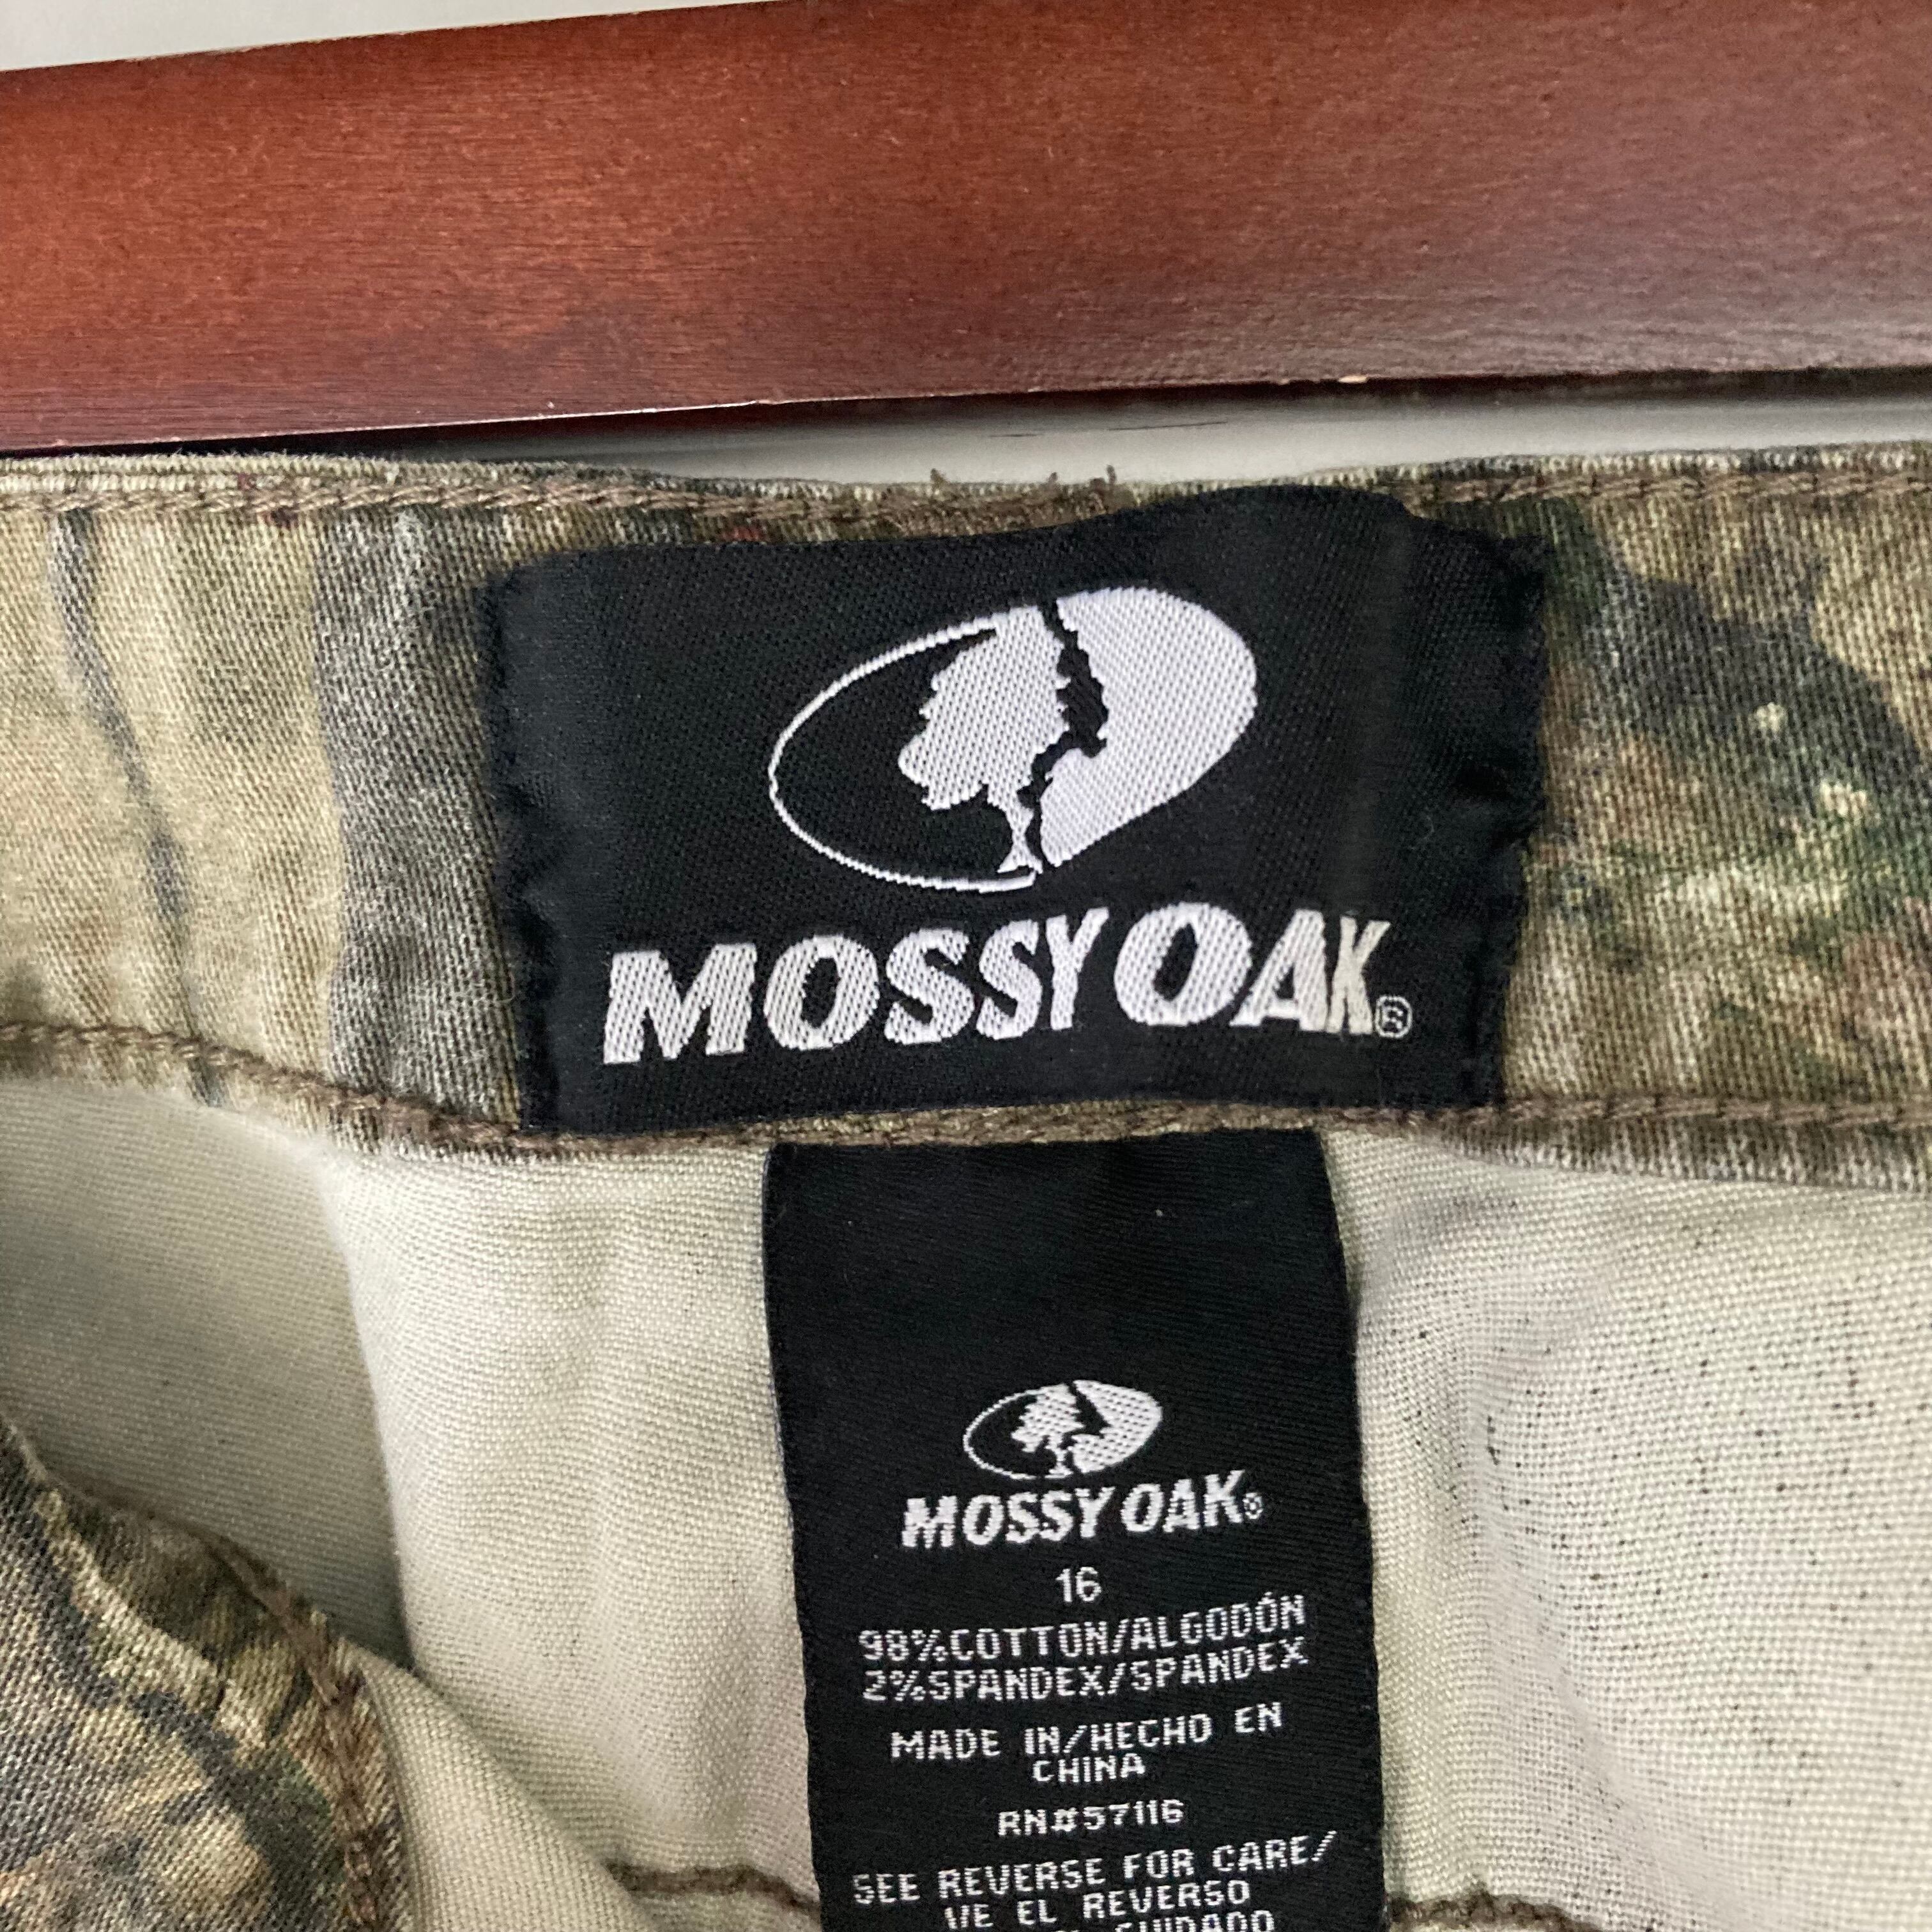 MOSSY OAK®
MOSSY OAK®
16
98%COTTON/ALGODÓN
2%SPANDEX/SPANDEX
MADE IN/HECHO EN
CHINA
RN#57116
SEE REVERSE FOR CARE/
VE EL REVERSO
CUIDADO